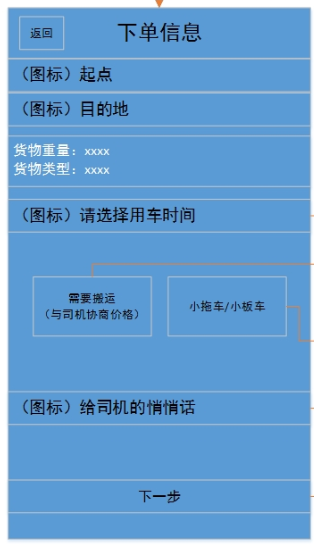 返回
下单信息
（图标）起点
（图标）目的地
货物重量：xxxx
货物类型：xxxx
（图标）请选择用车时间
需要搬运
（与司机协商价格）
小拖车/小板车
（图标）给司机的悄悄话
下一步